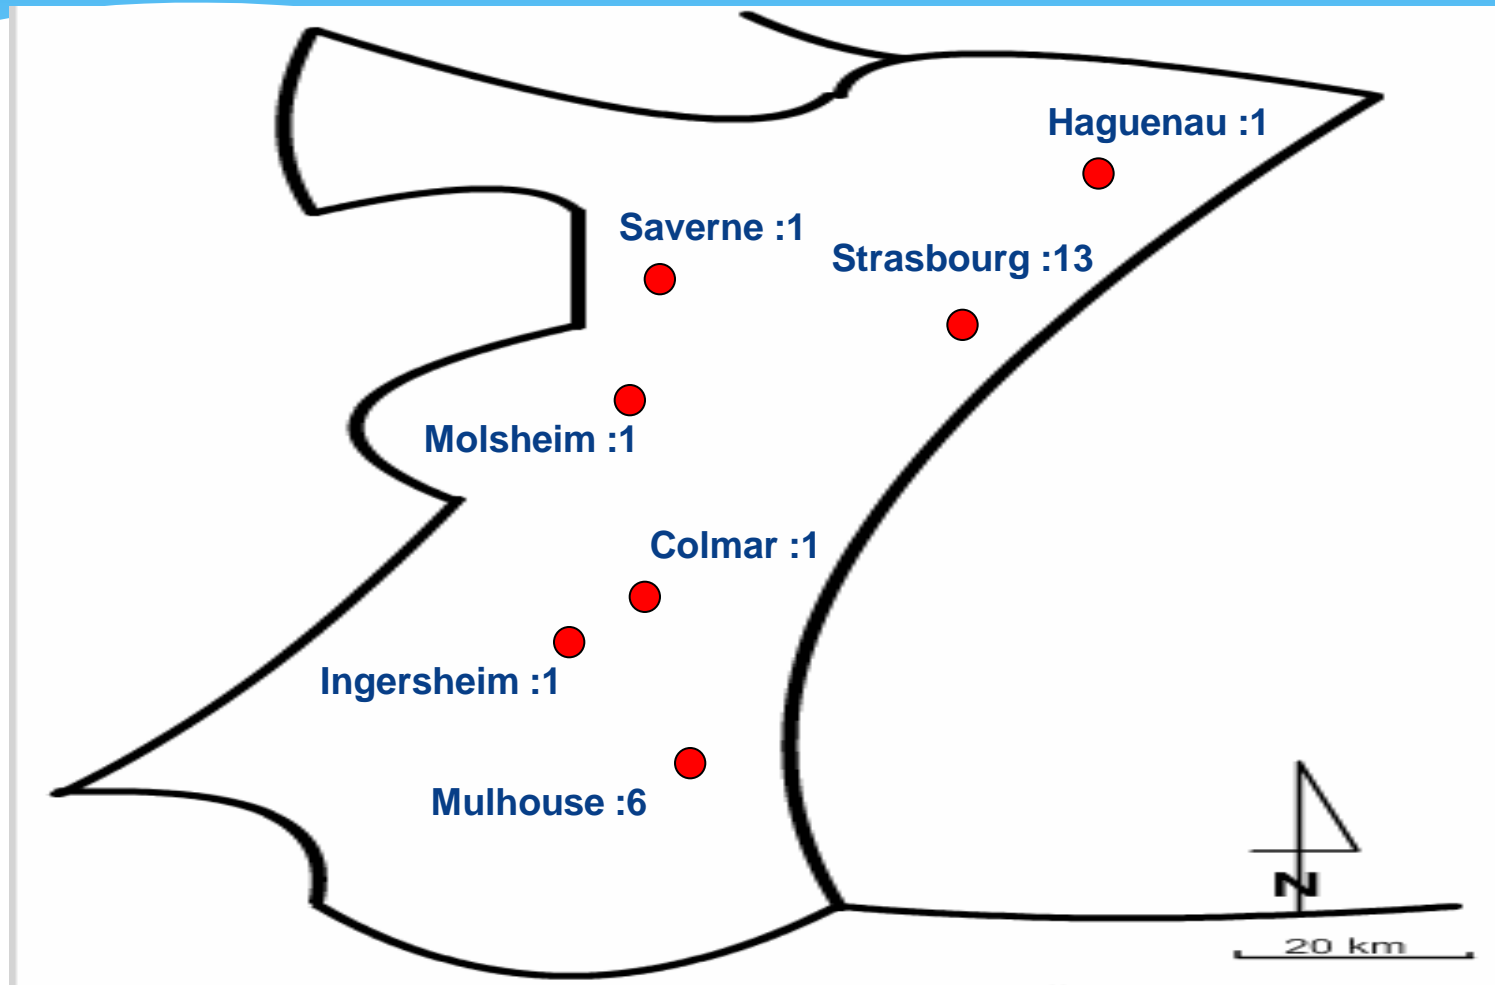 Haguenau :1
Saverne :1
Strasbourg :13
Molsheim :1
Colmar :1
Ingersheim :1
Mulhouse :6
N
20 km